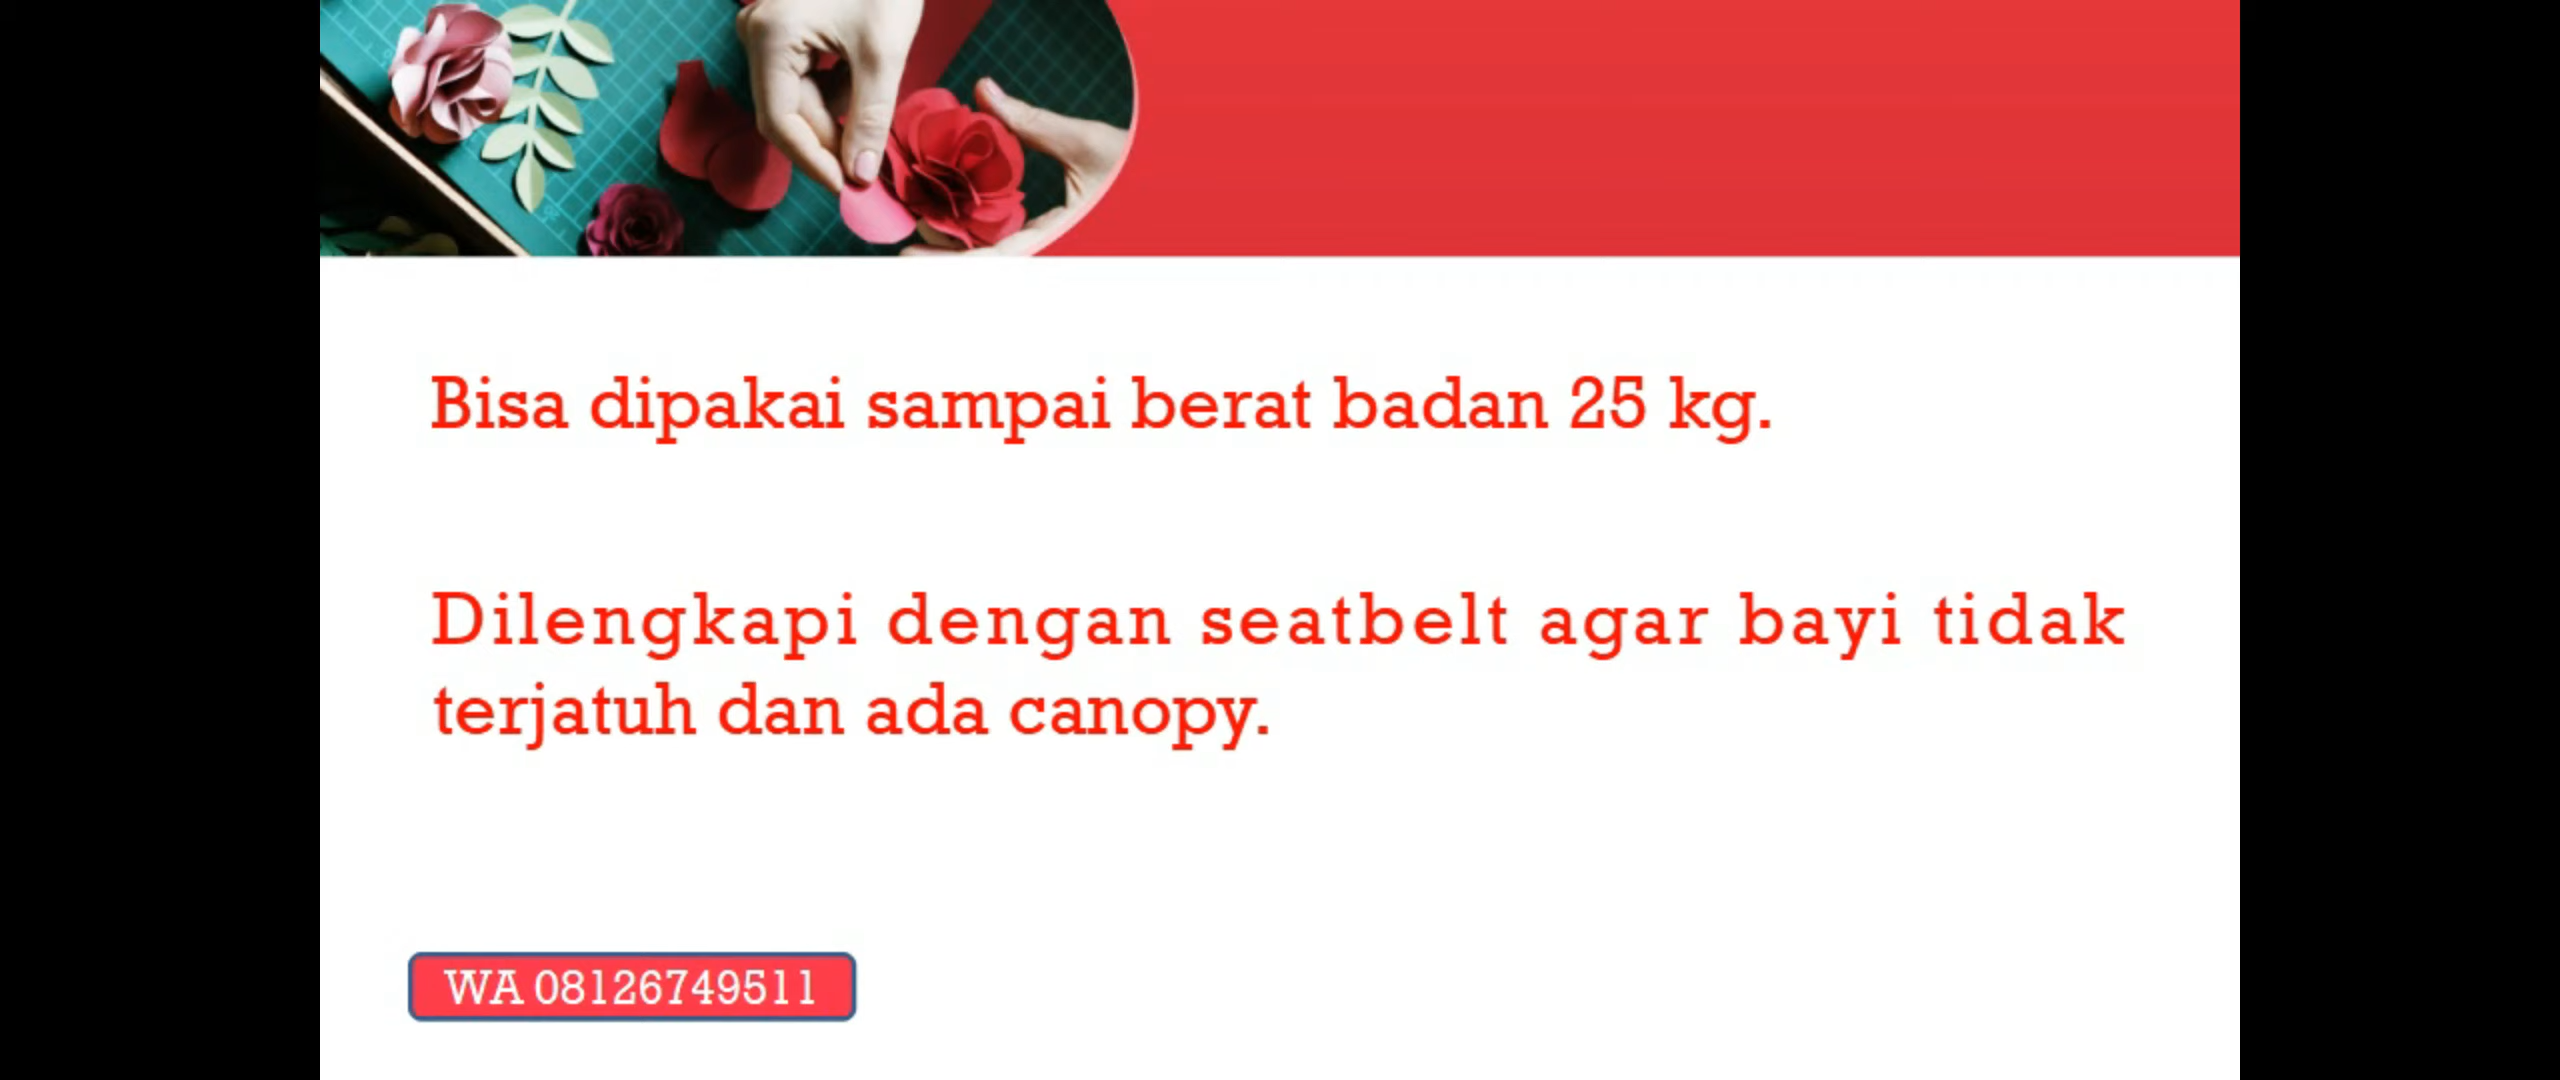 Bisa dipakai sampai berat badan 25 kg.
Dilengkapi dengan seatbelt agar bayi tidak
terjatuh dan ada canopy.
WA 08126749511